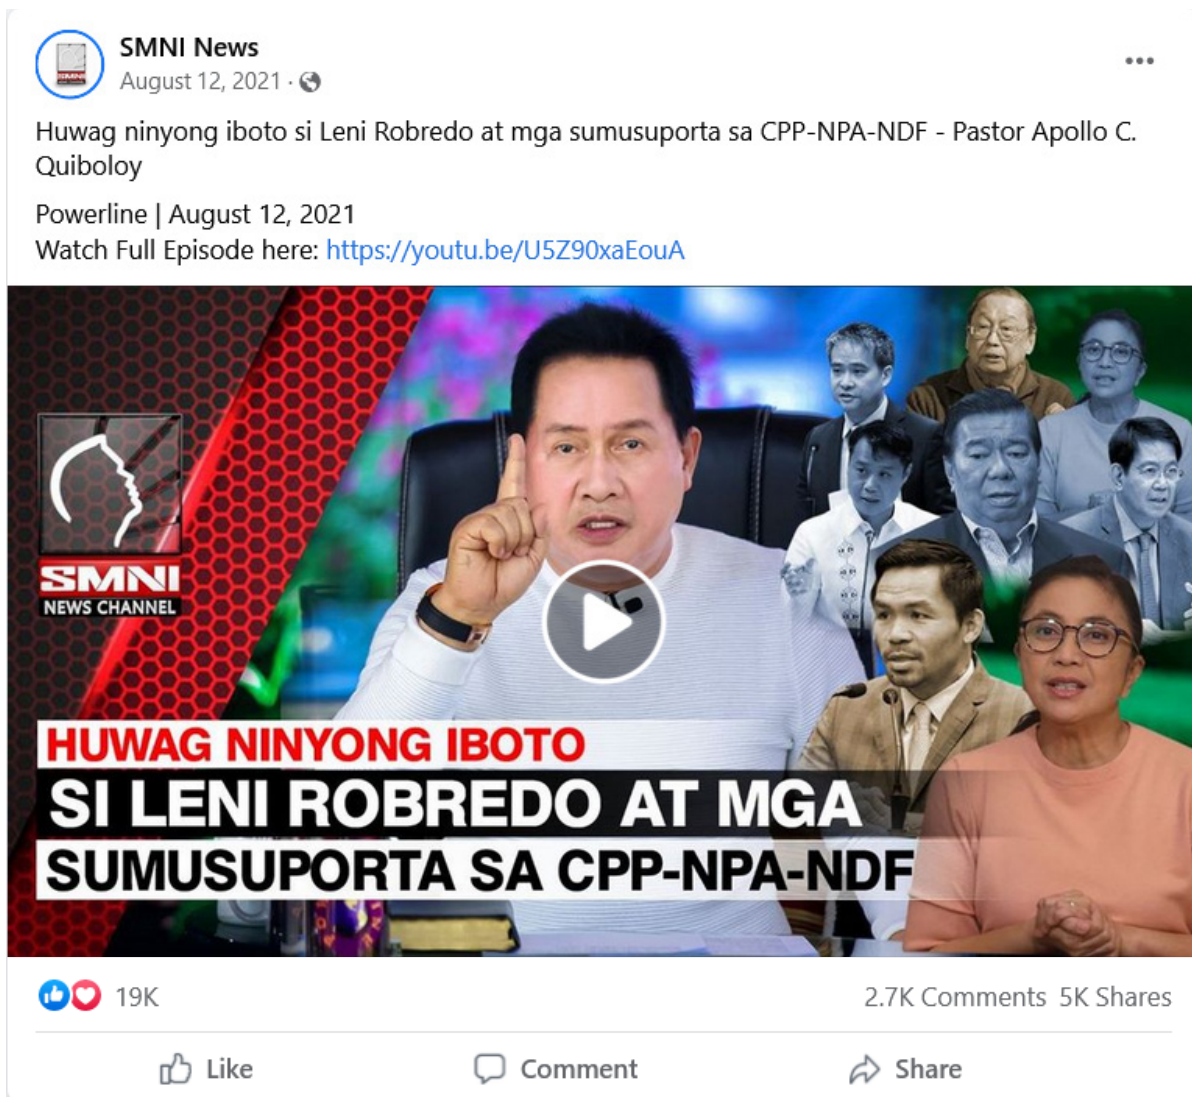 SMNI News
August 12, 2021 ·
Huwag ninyong iboto si Leni Robredo at mga sumusuporta sa CPP-NPA-NDF - Pastor Apollo C.
Quiboloy
Powerline | August 12, 2021
Watch Full Episode here: https://youtu.be/U5Z90xaEouA
SMNI
NEWS CHANNEL
HUWAG NINYONG IBOTO
SI LENI ROBREDO AT MGA
SUMUSUPORTA SA CPP-NPA-NDF
19K
2.7K Comments 5K Shares
Like
Comment
Share